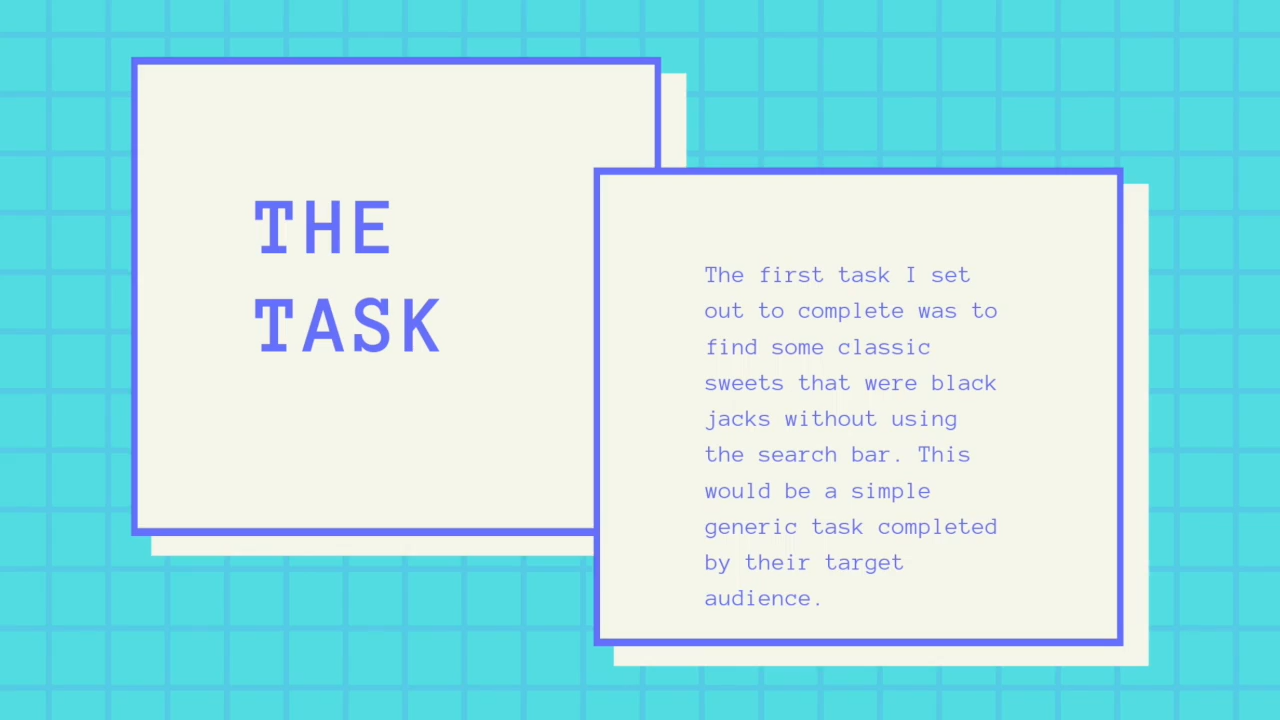 THE
TASK
The first task I set
out to complete was to
find some classic
sweets that were black
jacks without using
the search bar. This
would be a simple
generic task completed
by their target
audience.